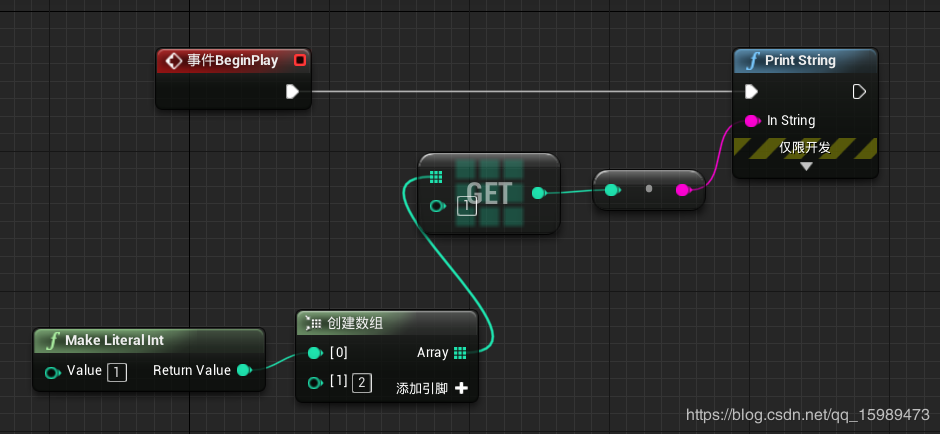 事件BeginPlay
Print String
In String
仅限开发
GET
1
创建数组
[0]
Array
[1] 2
添加引脚
Make Literal Int
Value 1
Return Value
https://blog.csdn.net/qq_15989473